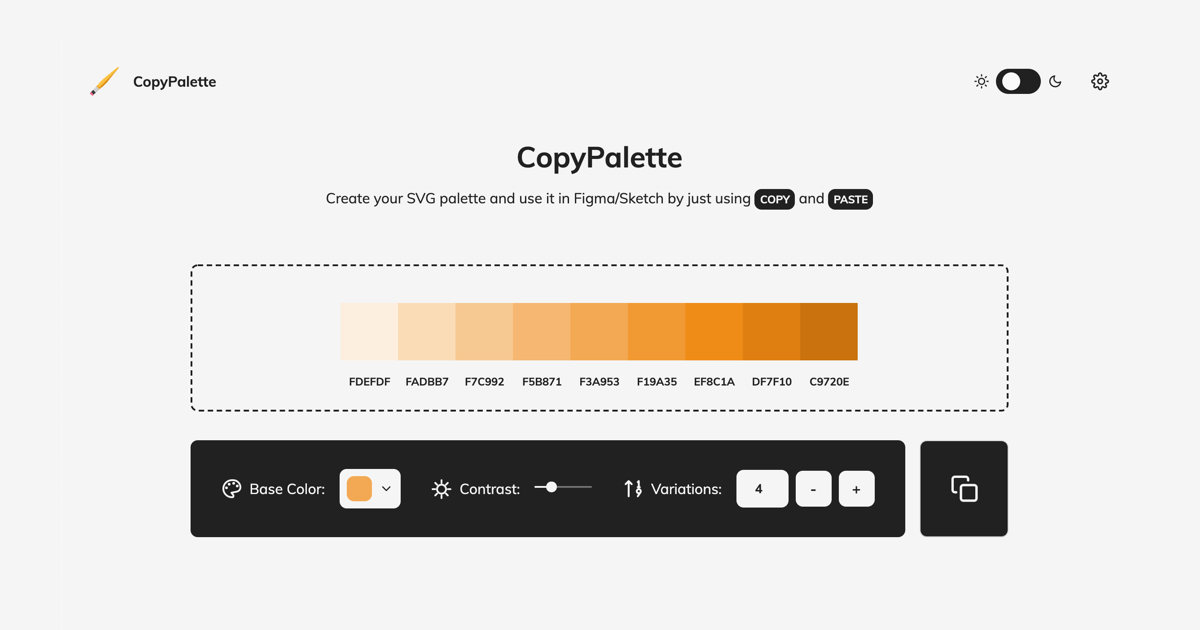 CopyPalette
CopyPalette
Create your SVG palette and use it in Figma/Sketch by just using COPY and PASTE
FDEFDF FADBB7 F7C992 F5B871 F3A953 F19A35 EF8C1A DF7F10 C9720E
Base Color: Contrast: Variations: 4 - +